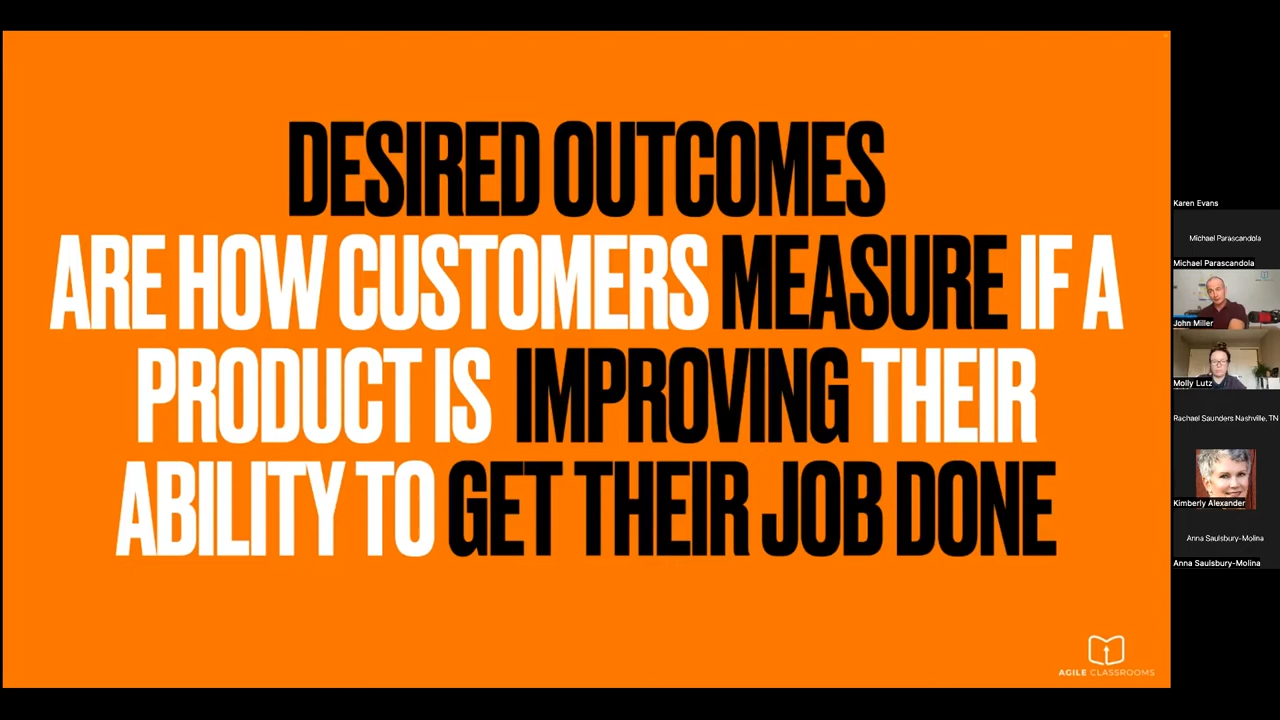 DESIRED OUTCOMES
ARE HOW CUSTOMERS MEASURE IF A
PRODUCT IS IMPROVING THEIR
ABILITY TO GET THEIR JOB DONE
AGILE CLASSROOMS
Karen Evans
Michael Parascandola
Michael Parascandola
John Miller
Molly Lutz
Rachael Saunders Nashville, TN
Kimberly Alexander
Anna Saulsbury-Molina
Anna Saulsbury-Molina